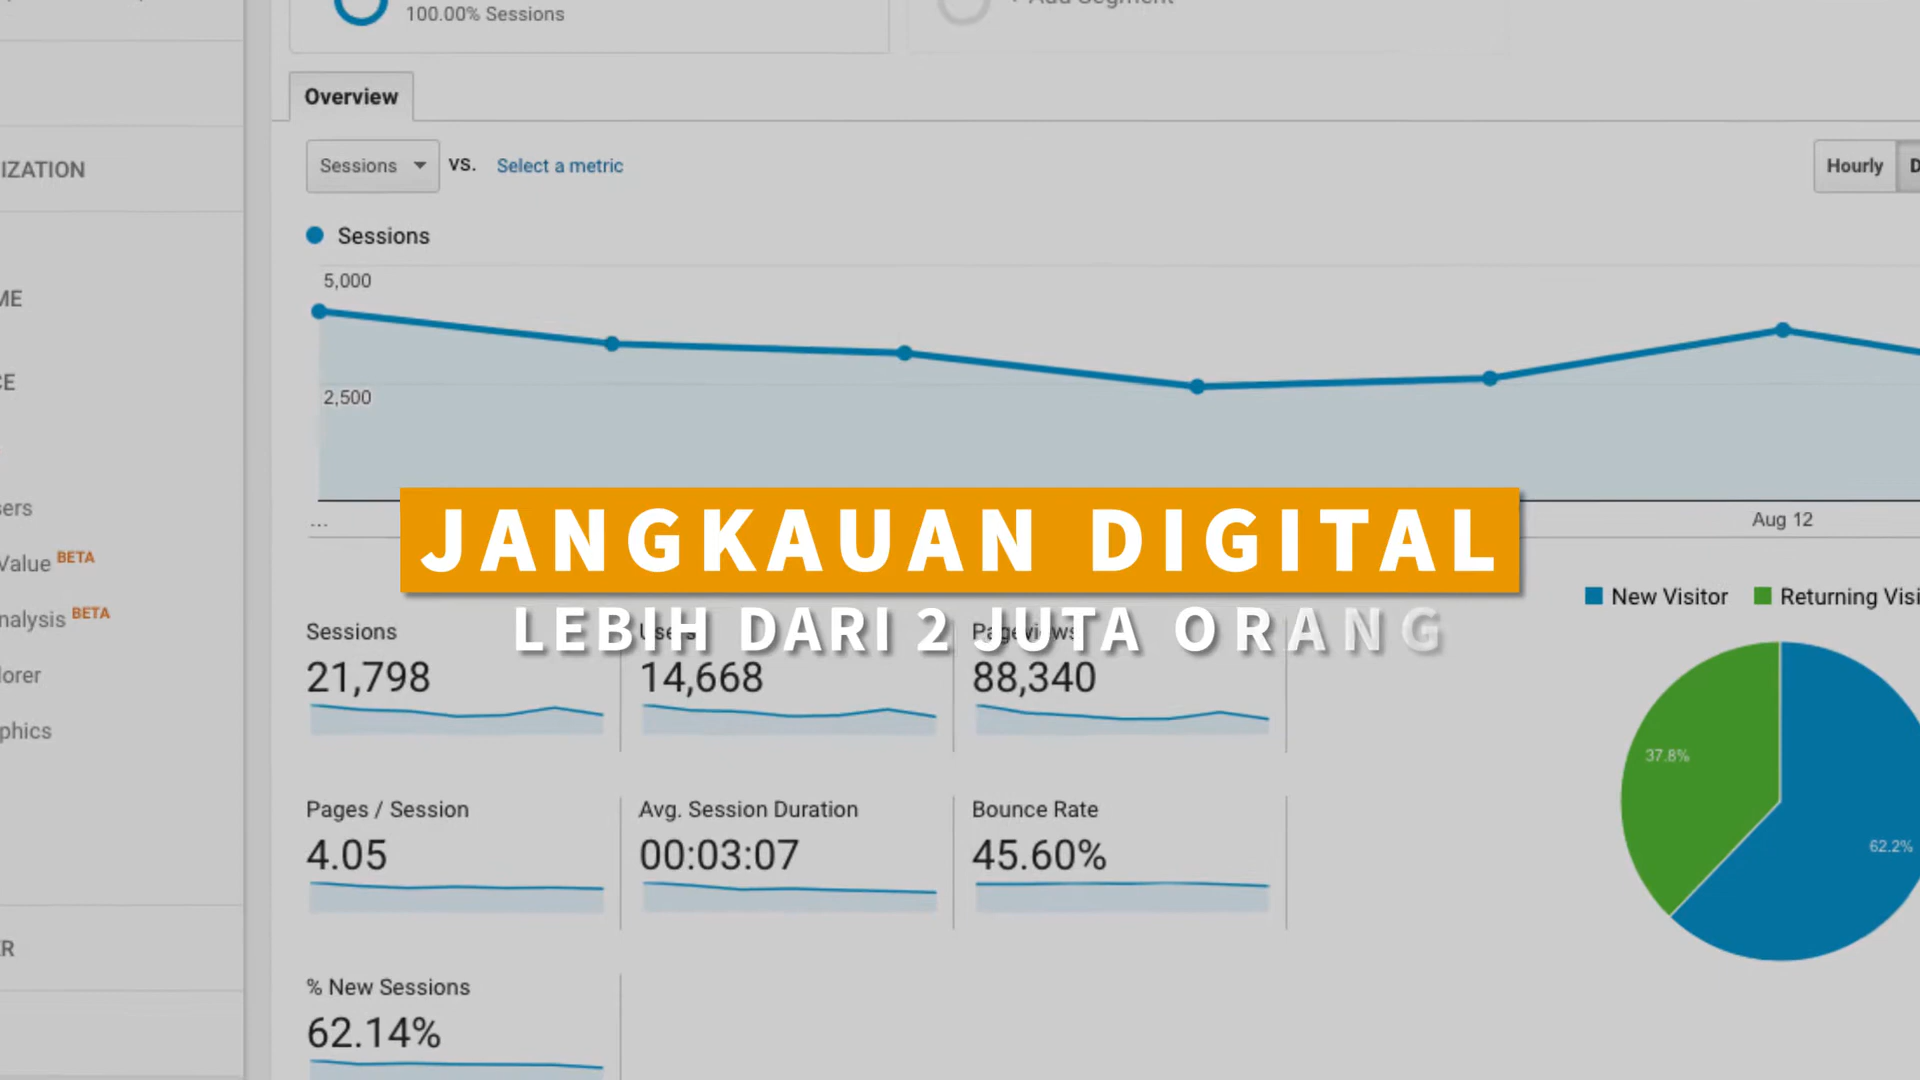 100.00% Sessions
Overview
Sessions VS. Select a metric
Hourly
Sessions
5,000
2,500
...
Aug 12
JANGKAUAN DIGITAL
LEBIH DARI 2 JUTA ORANG
New Visitor Returning Visi
Sessions
21,798
Users
14,668
Pageviews
88,340
37.8%
62.2%
Pages / Session
4.05
Avg. Session Duration
00:03:07
Bounce Rate
45.60%
% New Sessions
62.14%
IZATION
ME
CE
sers
Value BETA
nalysis BETA
lorer
phics
R